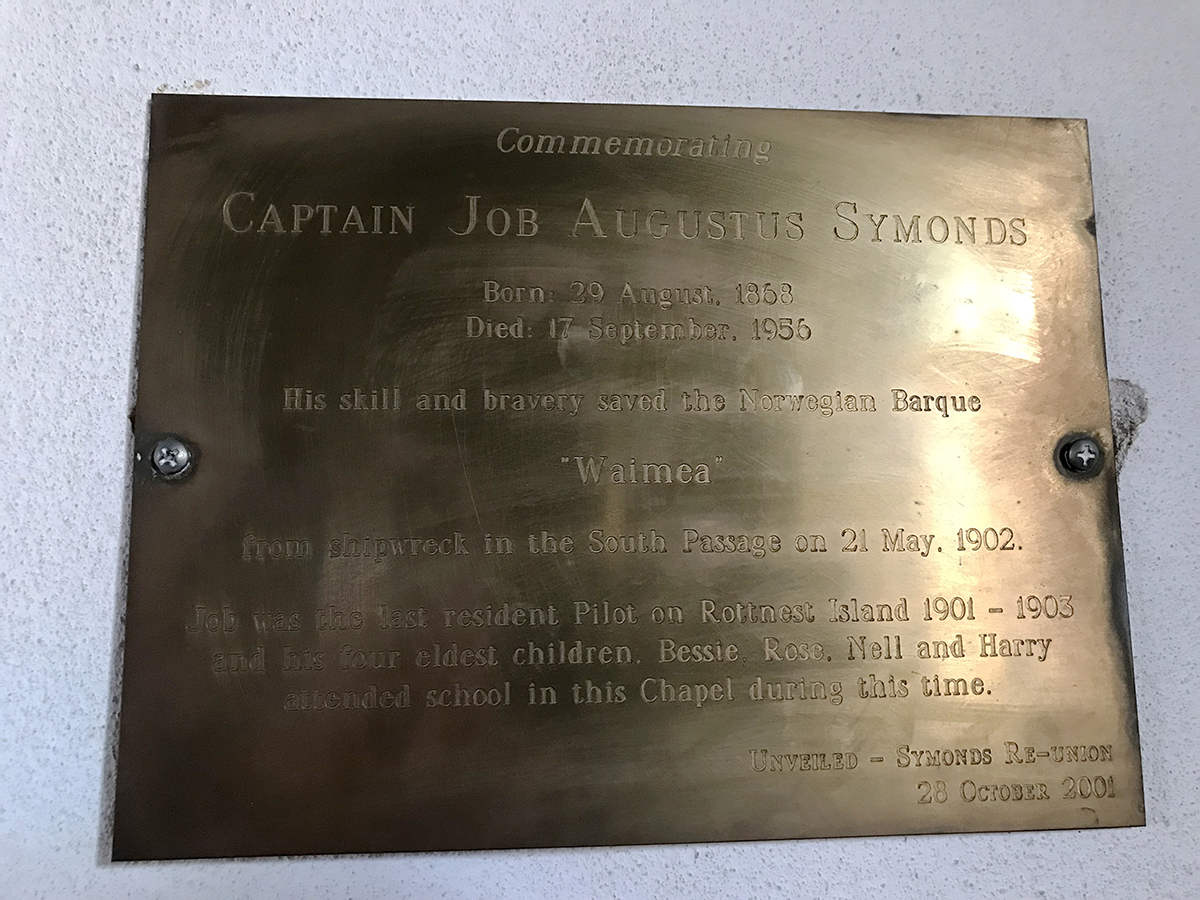 Commemorating
CAPTAIN JOB AUGUSTUS SYMONDS
Born: 29 August, 1868
Died: 17 September, 1956
His skill and bravery saved the Norwegian Barque
"Waimea"
from shipwreck in the South Passage on 21 May, 1902.
Job was the last resident Pilot on Rottnest Island 1901 - 1903
and his four eldest children, Bessie, Rose, Nell and Harry
attended school in this Chapel during this time.
UNVEILED - SYMONDS RE-UNION
28 OCTOBER 2001